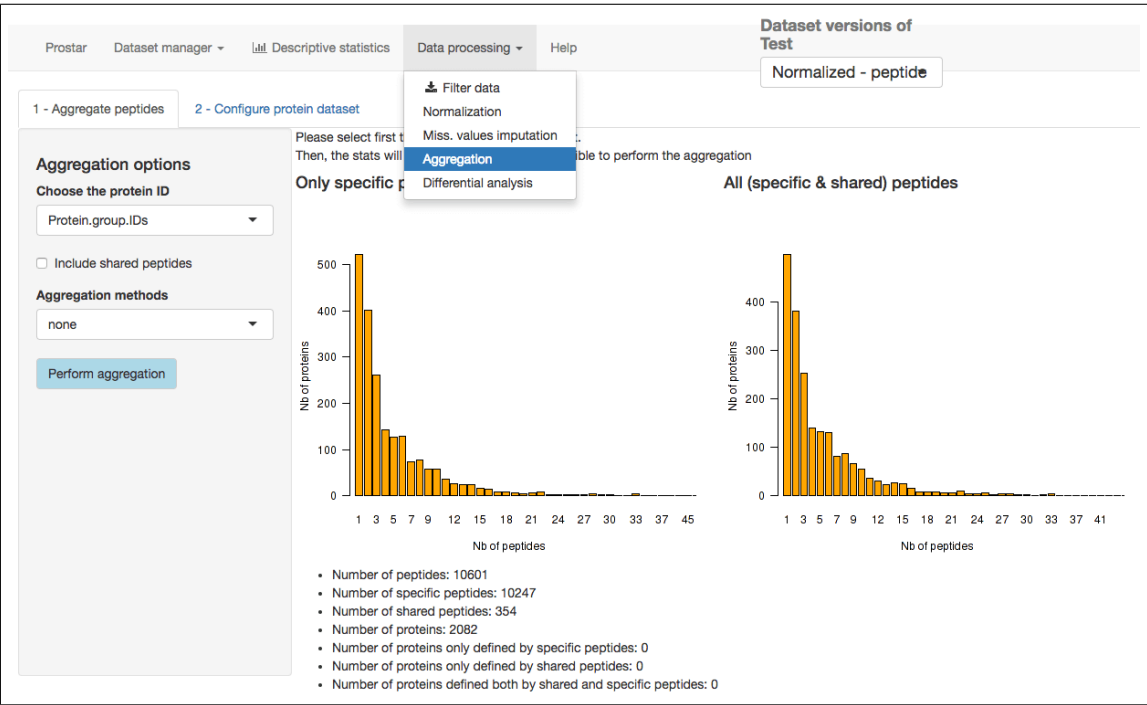 Prostar Dataset manager Descriptive statistics Data processing Help
Dataset versions of
Test
Normalized - peptide
Filter data
Normalization
Miss. values imputation
Aggregation
Differential analysis
1 - Aggregate peptides 2 - Configure protein dataset
Please select first t
Then, the stats will ible to perform the aggregation
Aggregation options
Choose the protein ID
Protein.group.IDs
Include shared peptides
Aggregation methods
none
Perform aggregation
Only specific p
500
400
300
200
100
0
Nb of proteins
1 3 5 7 9 12 15 18 21 24 27 30 33 37 45
Nb of peptides
All (specific & shared) peptides
400
300
200
100
0
Nb of proteins
1 3 5 7 9 12 15 18 21 24 27 30 33 37 41
Nb of peptides
Number of peptides: 10601
Number of specific peptides: 10247
Number of shared peptides: 354
Number of proteins: 2082
Number of proteins only defined by specific peptides: 0
Number of proteins only defined by shared peptides: 0
Number of proteins defined both by shared and specific peptides: 0